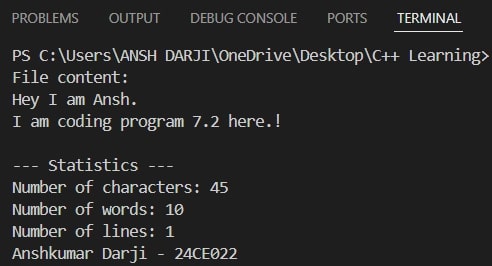 PROBLEMS OUTPUT DEBUG CONSOLE PORTS TERMINAL
PS C:\Users\ANSH DARJI\OneDrive\Desktop\C++ Learning>
File content:
Hey I am Ansh.
I am coding program 7.2 here.!
--- Statistics ---
Number of characters: 45
Number of words: 10
Number of lines: 1
Anshkumar Darji - 24CE022